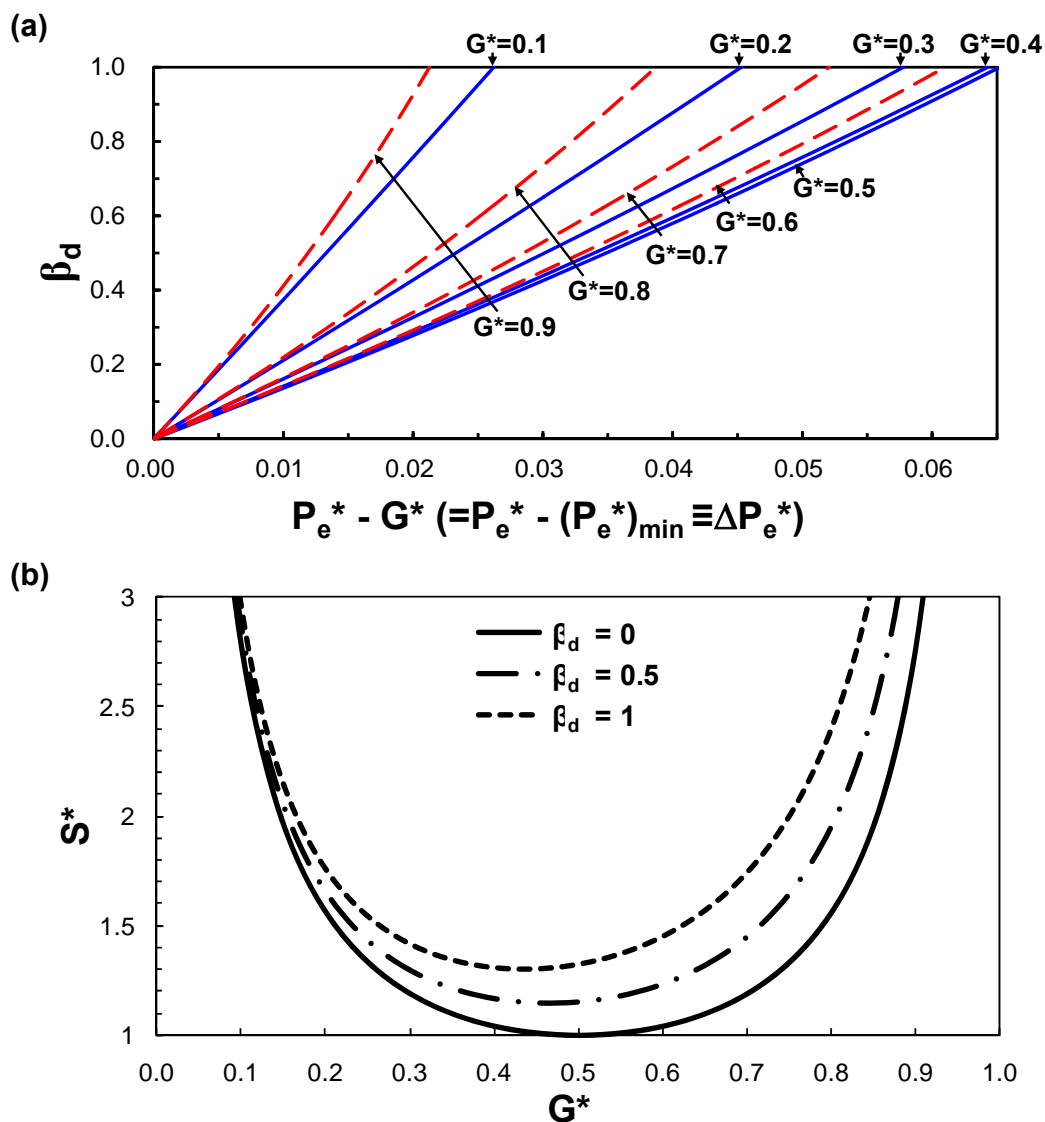 (a)
G*=0.1 G*=0.2 G*=0.3 G*=0.4
1.0
0.8
0.6
0.4
0.2
0.0
βd
G*=0.5
G*=0.6
G*=0.7
G*=0.8
G*=0.9
0.00 0.01 0.02 0.03 0.04 0.05 0.06
Pe* - G* (=Pe* - (Pe*)min ≡ΔPe*)
(b)
3
2.5
2
1.5
1
S*
βd = 0
βd = 0.5
βd = 1
0.0 0.1 0.2 0.3 0.4 0.5 0.6 0.7 0.8 0.9 1.0
G*